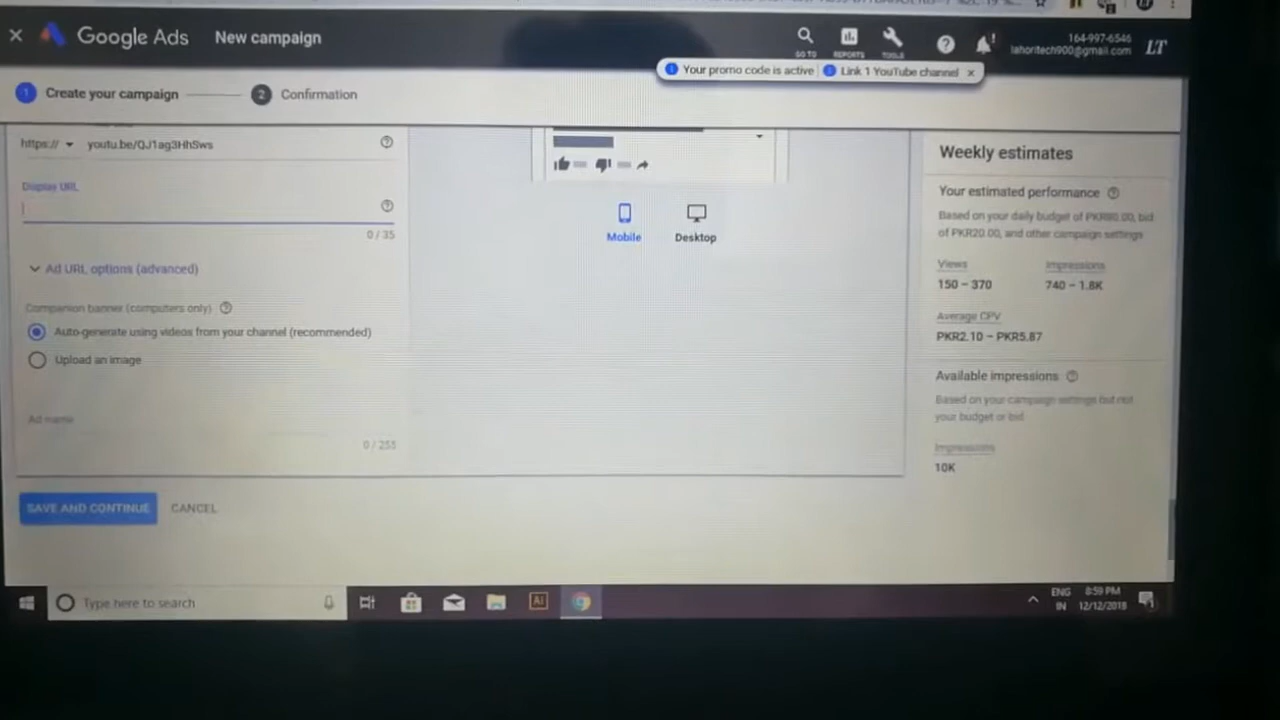 Google Ads New campaign
GO TO REPORTS TOOLS
164-997-6546
lahoritech900@gmail.com
LT
Your promo code is active Link 1 YouTube channel
1 Create your campaign 2 Confirmation
https:// youtu.be/QJ1ag3HhSws
Display URL
0 / 35
Ad URL options (advanced)
Companion banner (computers only)
Auto-generate using videos from your channel (recommended)
Upload an image
Ad name
0 / 255
SAVE AND CONTINUE CANCEL
Mobile Desktop
Weekly estimates
Your estimated performance
Based on your daily budget of PKR80.00, bid
of PKR20.00, and other campaign settings
Views Impressions
150 – 370 740 – 1.8K
Average CPV
PKR2.10 – PKR5.87
Available impressions
Based on your campaign settings but not
your budget or bid
Impressions
10K
Type here to search
Ai
ENG 8:59 PM
IN 12/12/2018